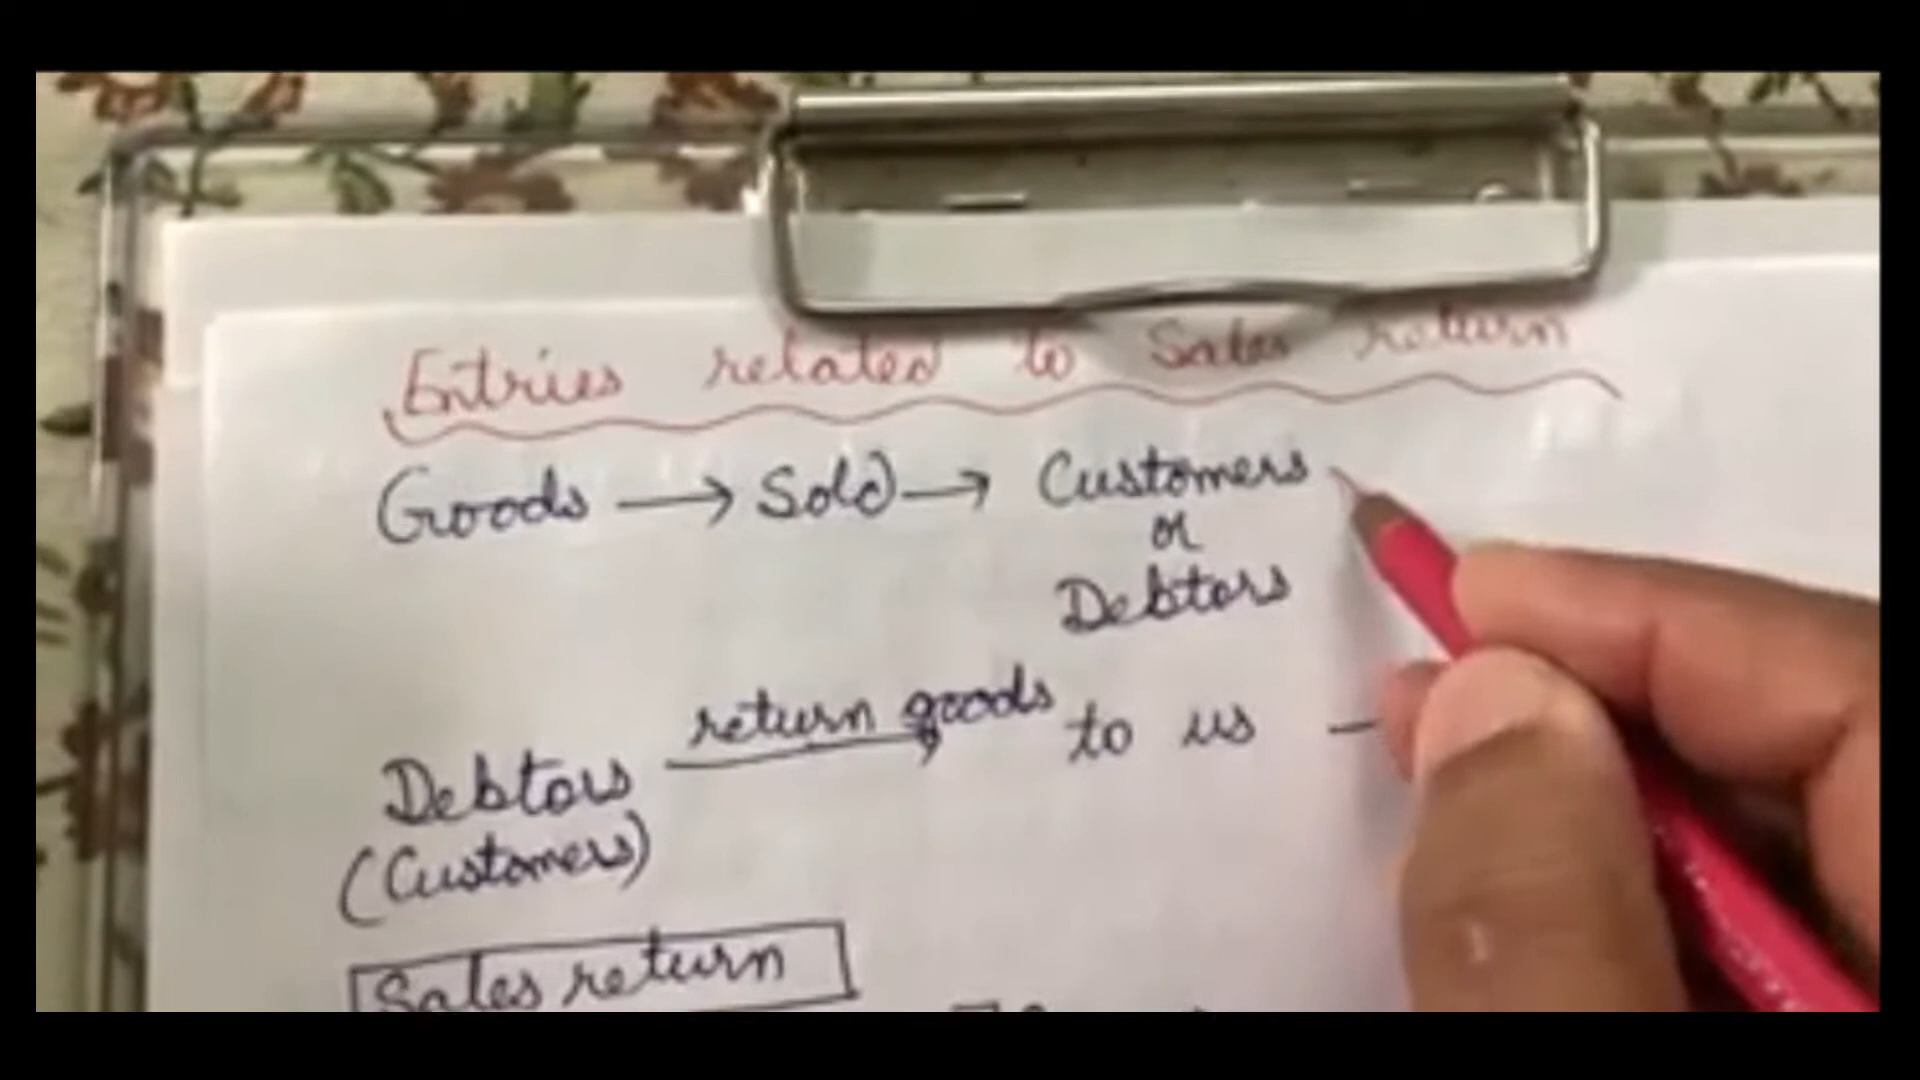 Entries related to Sales return
Goods → Sold → Customers
or
Debtors
Debtors return goods → to us –
(Customers)
Sales return